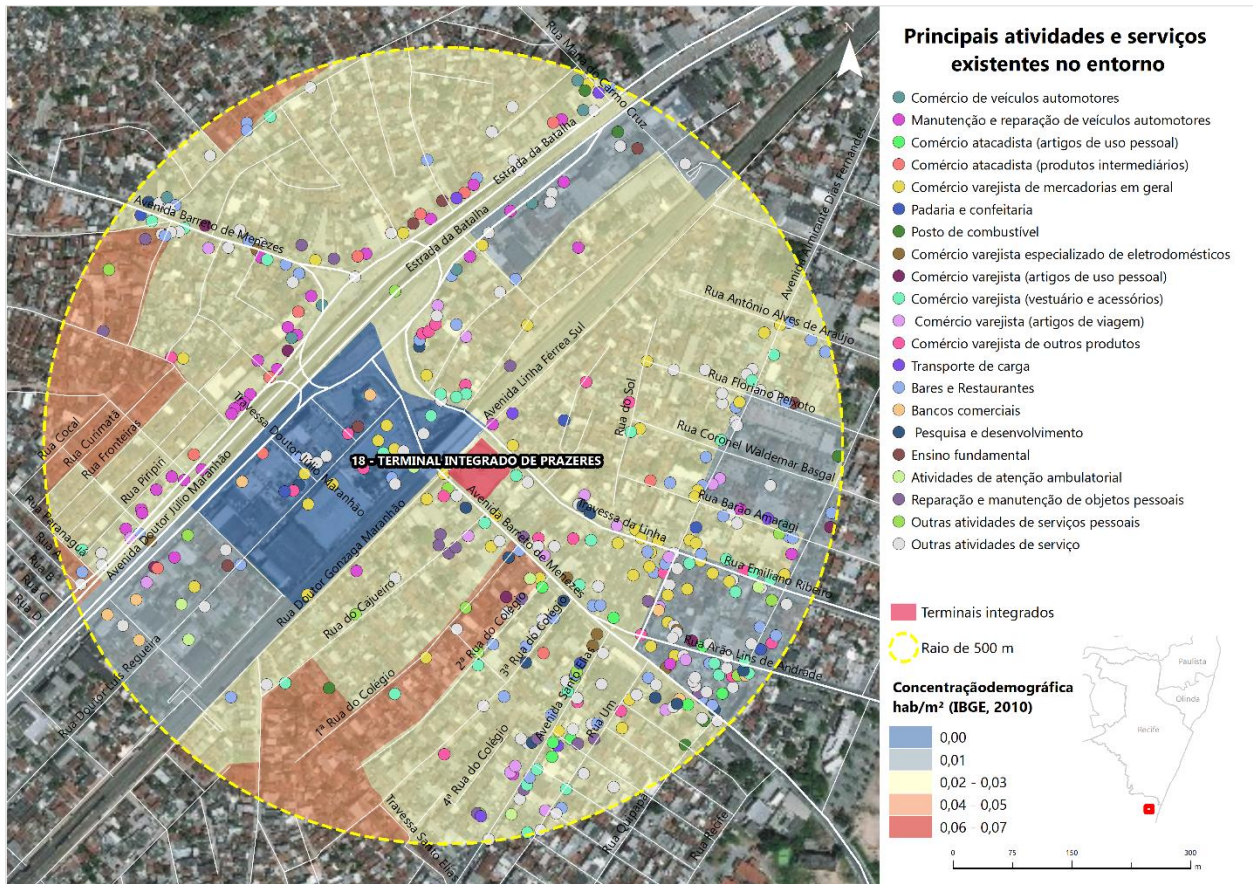 Principais atividades e serviços
existentes no entorno
Comércio de veículos automotores
Manutenção e reparação de veículos automotores
Comércio atacadista (artigos de uso pessoal)
Comércio atacadista (produtos intermediários)
Comércio varejista de mercadorias em geral
Padaria e confeitaria
Posto de combustível
Comércio varejista especializado de eletrodomésticos
Comércio varejista (artigos de uso pessoal)
Comércio varejista (vestuário e acessórios)
Comércio varejista (artigos de viagem)
Comércio varejista de outros produtos
Transporte de carga
Bares e Restaurantes
Bancos comerciais
Pesquisa e desenvolvimento
Ensino fundamental
Atividades de atenção ambulatorial
Reparação e manutenção de objetos pessoais
Outras atividades de serviços pessoais
Outras atividades de serviço
Terminais integrados
Raio de 500 m
Concentraçãodemográfica
hab/m² (IBGE, 2010)
0,00
0,01
0,02 - 0,03
0,04 - 0,05
0,06 - 0,07
Paulista
Olinda
Recife
0 75 150 300
m
N
Carmo Cruz
Estrada da Batalha
Estrada da Batalha
Avenida Almirante Dias Fernandes
Avenida Barreto de Menezes
Rua Antônio Alves de Araújo
Avenida Linha Férrea Sul
Rua Floriano Peixoto
Rua do Sol
Rua Coronel Waldemar Basgal
Rua Cocal
Rua Curimatá
Rua Fronteiras
Rua Piripiri
Travessa Doutor Júlio Maranhão
18 - TERMINAL INTEGRADO DE PRAZERES
Rua Barão Amaragi
Travessa da Linha
Avenida Barreto de Menezes
Rua Emiliano Ribeiro
Rua Paranaguá
Rua A
Rua B
Rua C
Rua D
Avenida Doutor Júlio Maranhão
Rua Doutor Gonzaga Maranhão
Rua do Cajueiro
Rua Arão Lins de Andrade
Rua Doutor Luís Regueira
1ª Rua do Colégio
2ª Rua do Colégio
3ª Rua do Colégio
4ª Rua do Colégio
Avenida Santo Elias
Rua Um
Travessa Santo Elias
Rua Quipapá
Rua Recife